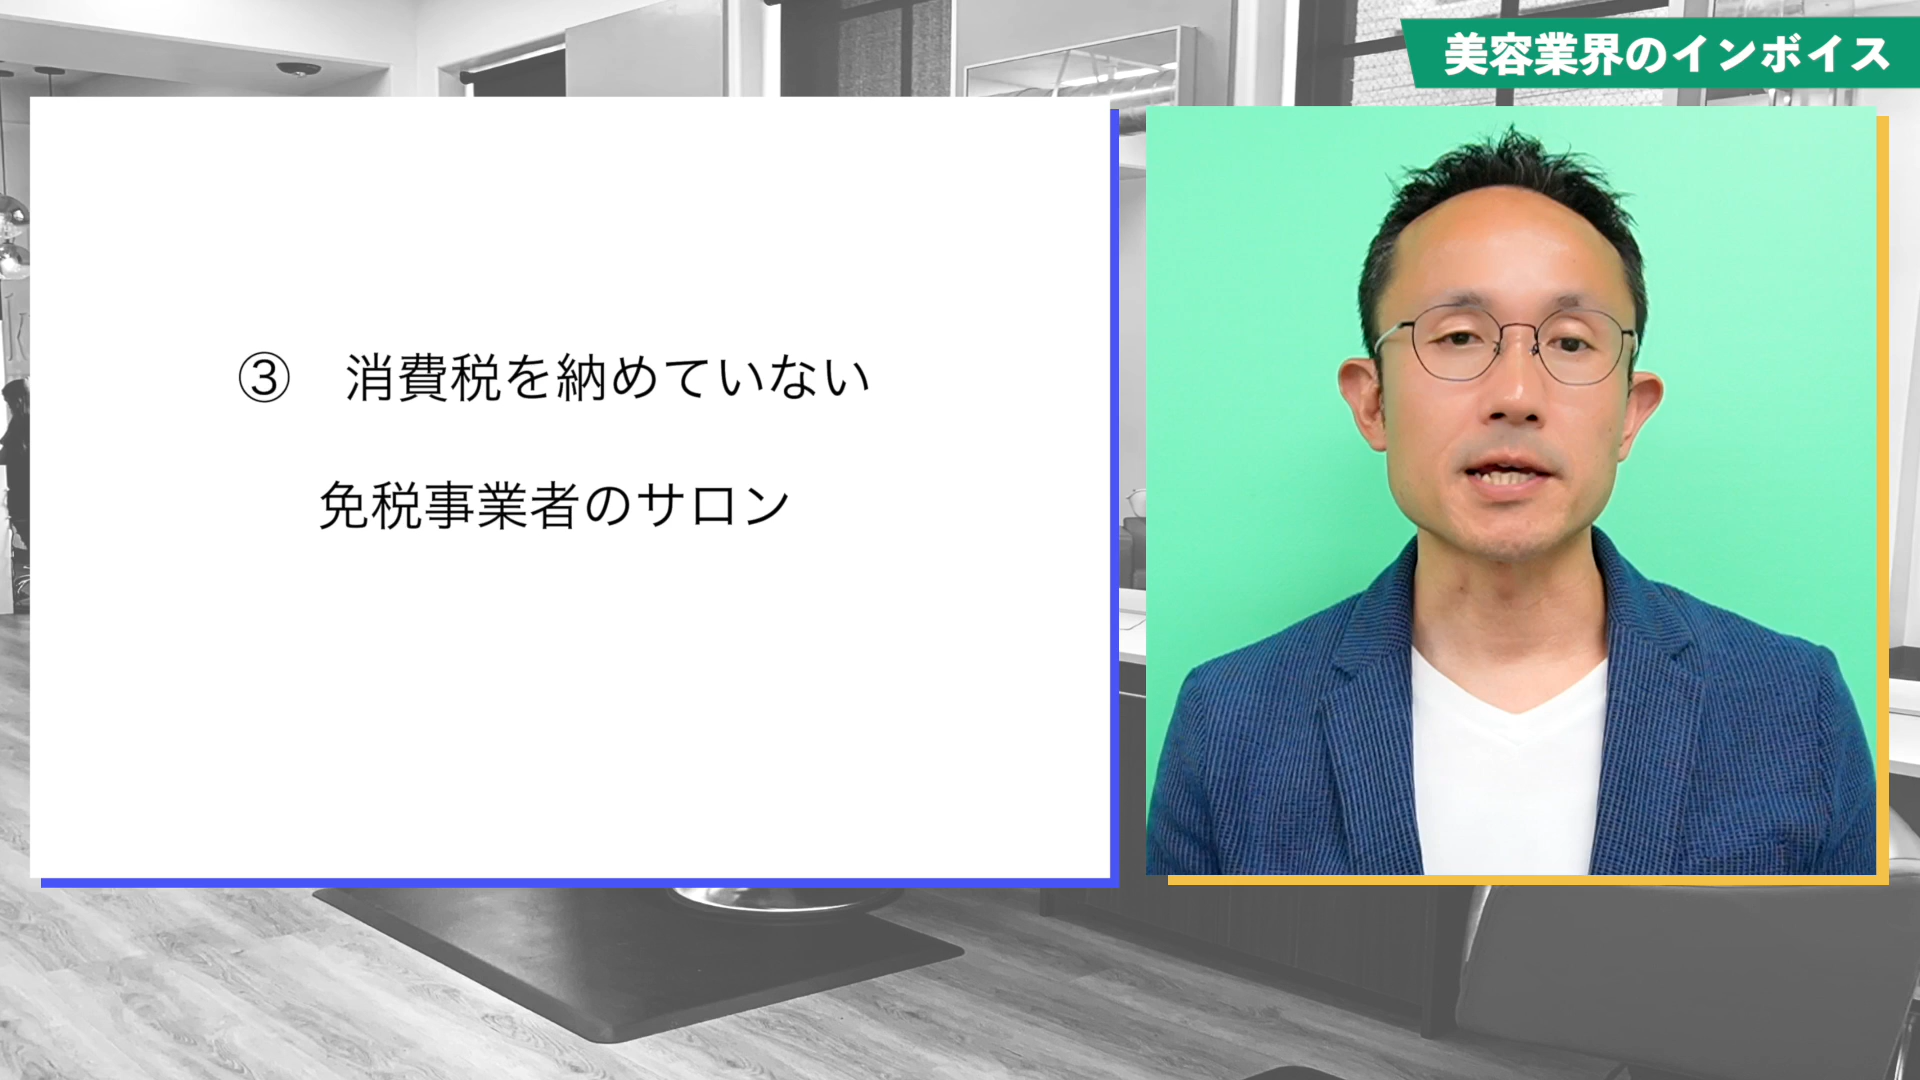 美容業界のインボイス
③　消費税を納めていない
免税事業者のサロン